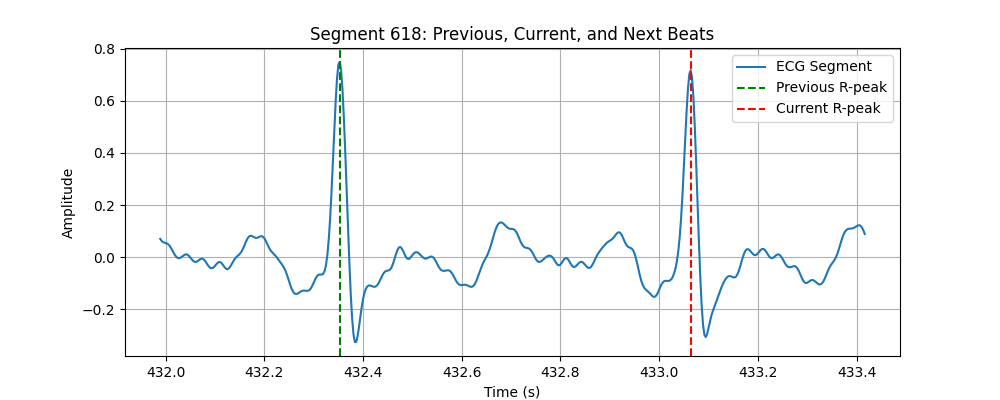 Segment 618: Previous, Current, and Next Beats
ECG Segment
Previous R-peak
Current R-peak
Amplitude
0.8
0.6
0.4
0.2
0.0
−0.2
432.0 432.2 432.4 432.6 432.8 433.0 433.2 433.4
Time (s)